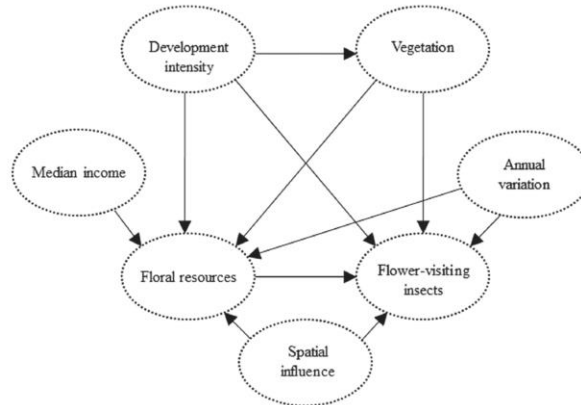 Development
intensity
Vegetation
Median income
Annual
variation
Floral resources
Flower-visiting
insects
Spatial
influence